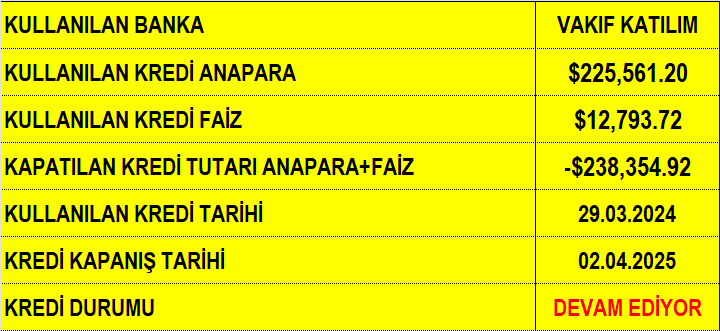 KULLANILAN BANKA VAKIF KATILIM
KULLANILAN KREDİ ANAPARA $225,561.20
KULLANILAN KREDİ FAİZ $12,793.72
KAPATILAN KREDİ TUTARI ANAPARA+FAİZ -$238,354.92
KULLANILAN KREDİ TARİHİ 29.03.2024
KREDİ KAPANIŞ TARİHİ 02.04.2025
KREDİ DURUMU DEVAM EDİYOR